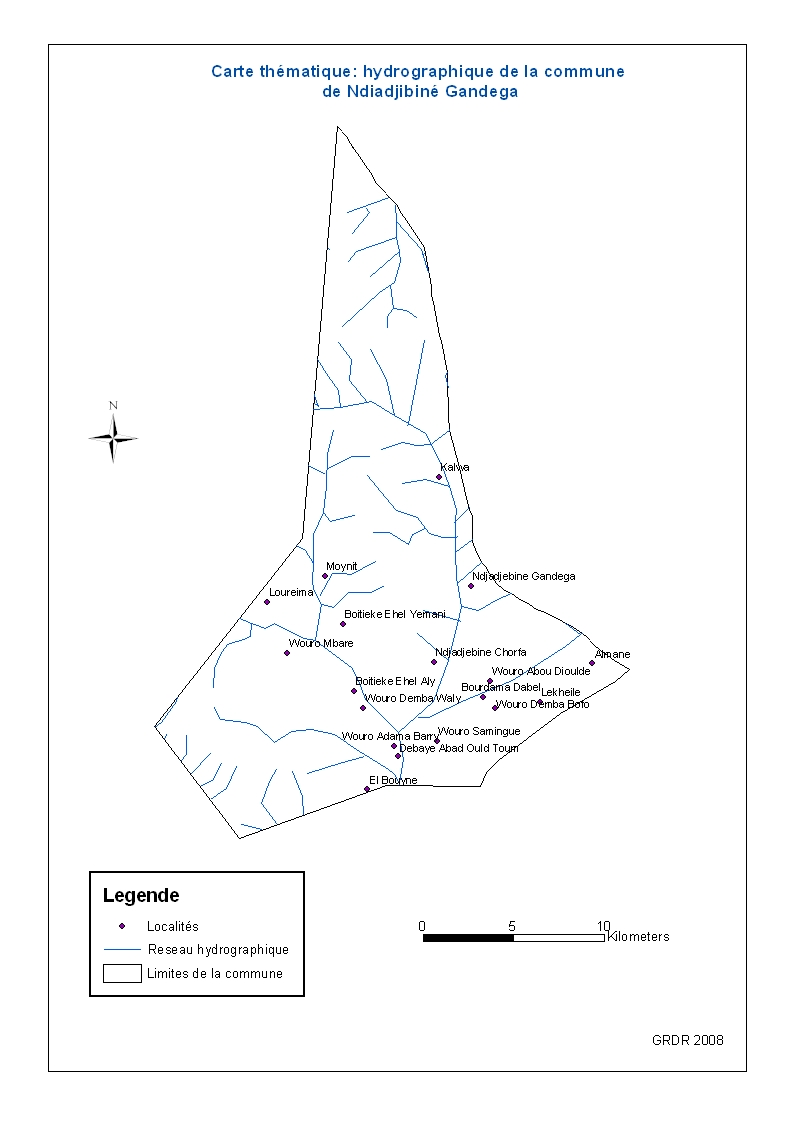 Carte thématique: hydrographique de la commune
de Ndiadjibiné Gandega
N
Kalwa
Moynit
Ndjadjebine Gandega
Loureima
Boitieke Ehel Yemani
Wouro Mbare
Ndjadjebine Chorfa
Almane
Wouro Abou Dioulde
Boitieke Ehel Aly
Bourdama Dabel
Lekheile
Wouro Demba Waly
Wouro Demba Bofo
Wouro Samingue
Wouro Adama Barry
Debaye Abad Ould Toum
El Bouyne
Legende
Localités
Reseau hydrographique
Limites de la commune
0 5 10
Kilometers
GRDR 2008